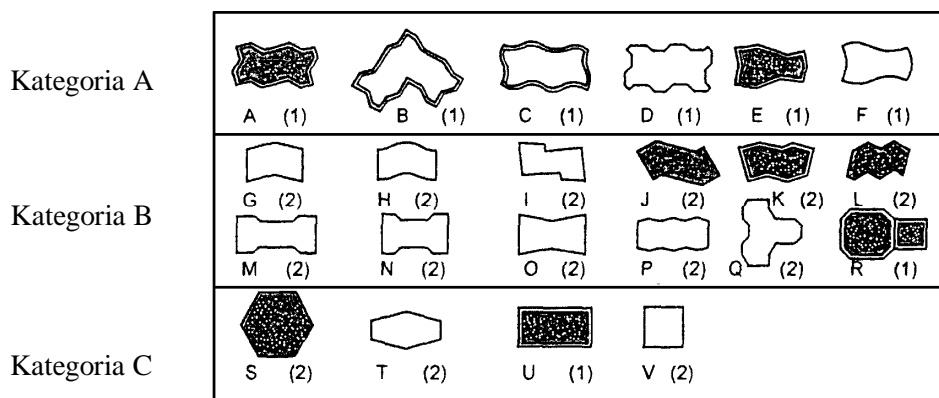 Kategoria A
A (1) B (1) C (1) D (1) E (1) F (1)
Kategoria B
G (2) H (2) I (2) J (2) K (2) L (2)
M (2) N (2) O (2) P (2) Q (2) R (1)
Kategoria C
S (2) T (2) U (1) V (2)